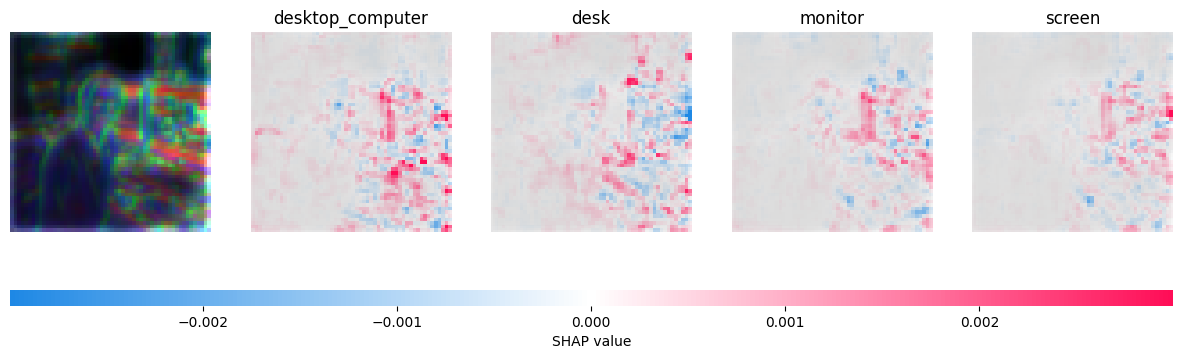 desktop_computer
desk
monitor
screen
−0.002
−0.001
0.000
0.001
0.002
SHAP value